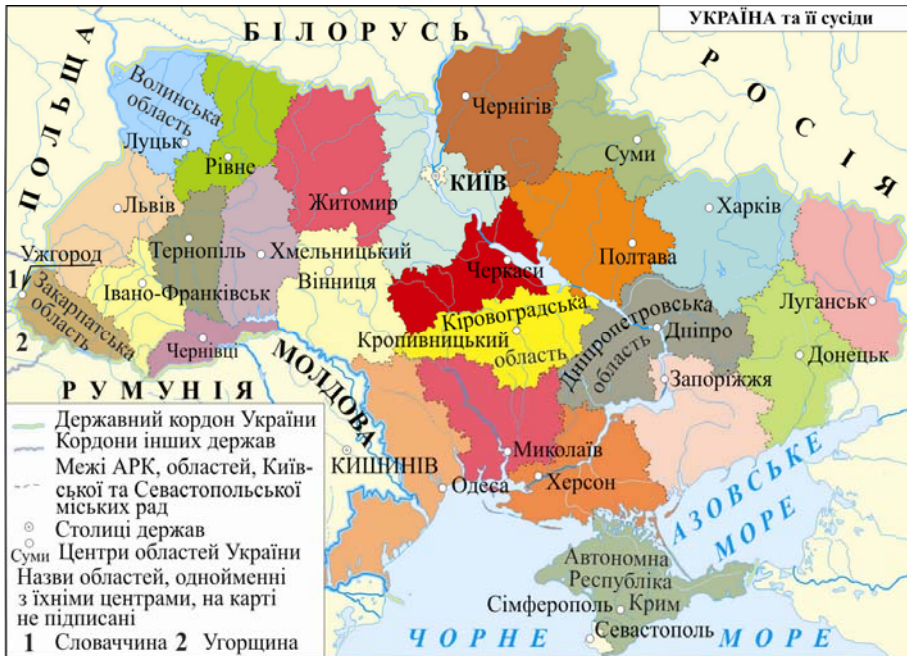 УКРАЇНА та її сусіди
БІЛОРУСЬ
ПОЛЬЩА
РОСІЯ
Волинська
область
Луцьк
Рівне
Чернігів
Суми
Житомир
КИЇВ
Львів
Харків
Тернопіль
Хмельницький
Полтава
Ужгород
Вінниця
Черкаси
1
Закарпатська
область
Івано-Франківськ
Луганськ
2
Чернівці
Кіровоградська
область
Кропивницький
Дніпропетровська
область
Дніпро
Донецьк
Запоріжжя
РУМУНІЯ
МОЛДОВА
КИШИНІВ
Миколаїв
Одеса
Херсон
АЗОВСЬКЕ
МОРЕ
Автономна
Республіка
Крим
Сімферополь
Севастополь
ЧОРНЕ МОРЕ
Державний кордон України
Кордони інших держав
Межі АРК, областей, Київ-
ської та Севастопольської
міських рад
Столиці держав
Суми Центри областей України
Назви областей, однойменні
з їхніми центрами, на карті
не підписані
1 Словаччина 2 Угорщина